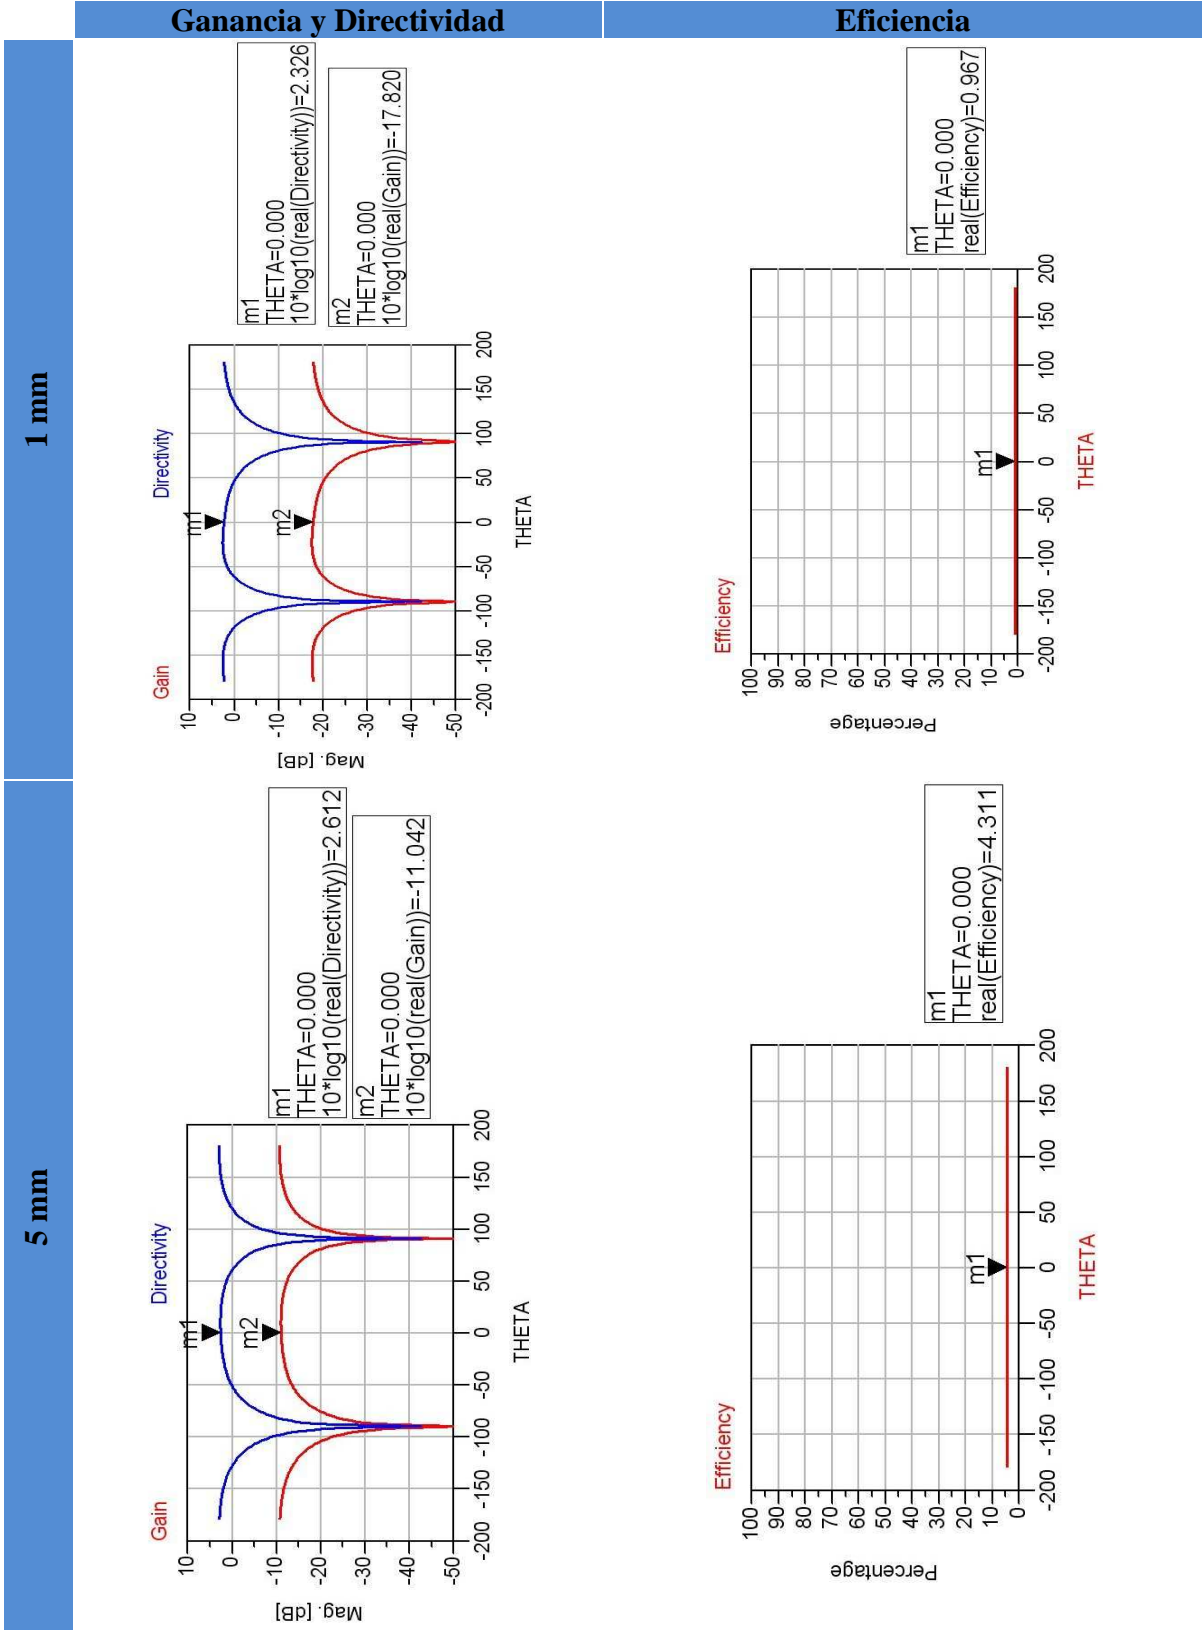 Ganancia y Directividad
Eficiencia
1 mm
Gain
Directivity
m1
m2
10
0
-10
-20
-30
-40
-50
Mag. [dB]
-200
-150
-100
-50
0
50
100
150
200
THETA
m1
THETA=0.000
10*log10(real(Directivity))=2.326
m2
THETA=0.000
10*log10(real(Gain))=-17.820
Efficiency
m1
100
90
80
70
60
50
40
30
20
10
0
Percentage
-200
-150
-100
-50
0
50
100
150
200
THETA
m1
THETA=0.000
real(Efficiency)=0.967
5 mm
Gain
Directivity
m1
m2
10
0
-10
-20
-30
-40
-50
Mag. [dB]
-200
-150
-100
-50
0
50
100
150
200
THETA
m1
THETA=0.000
10*log10(real(Directivity))=2.612
m2
THETA=0.000
10*log10(real(Gain))=-11.042
Efficiency
m1
100
90
80
70
60
50
40
30
20
10
0
Percentage
-200
-150
-100
-50
0
50
100
150
200
THETA
m1
THETA=0.000
real(Efficiency)=4.311